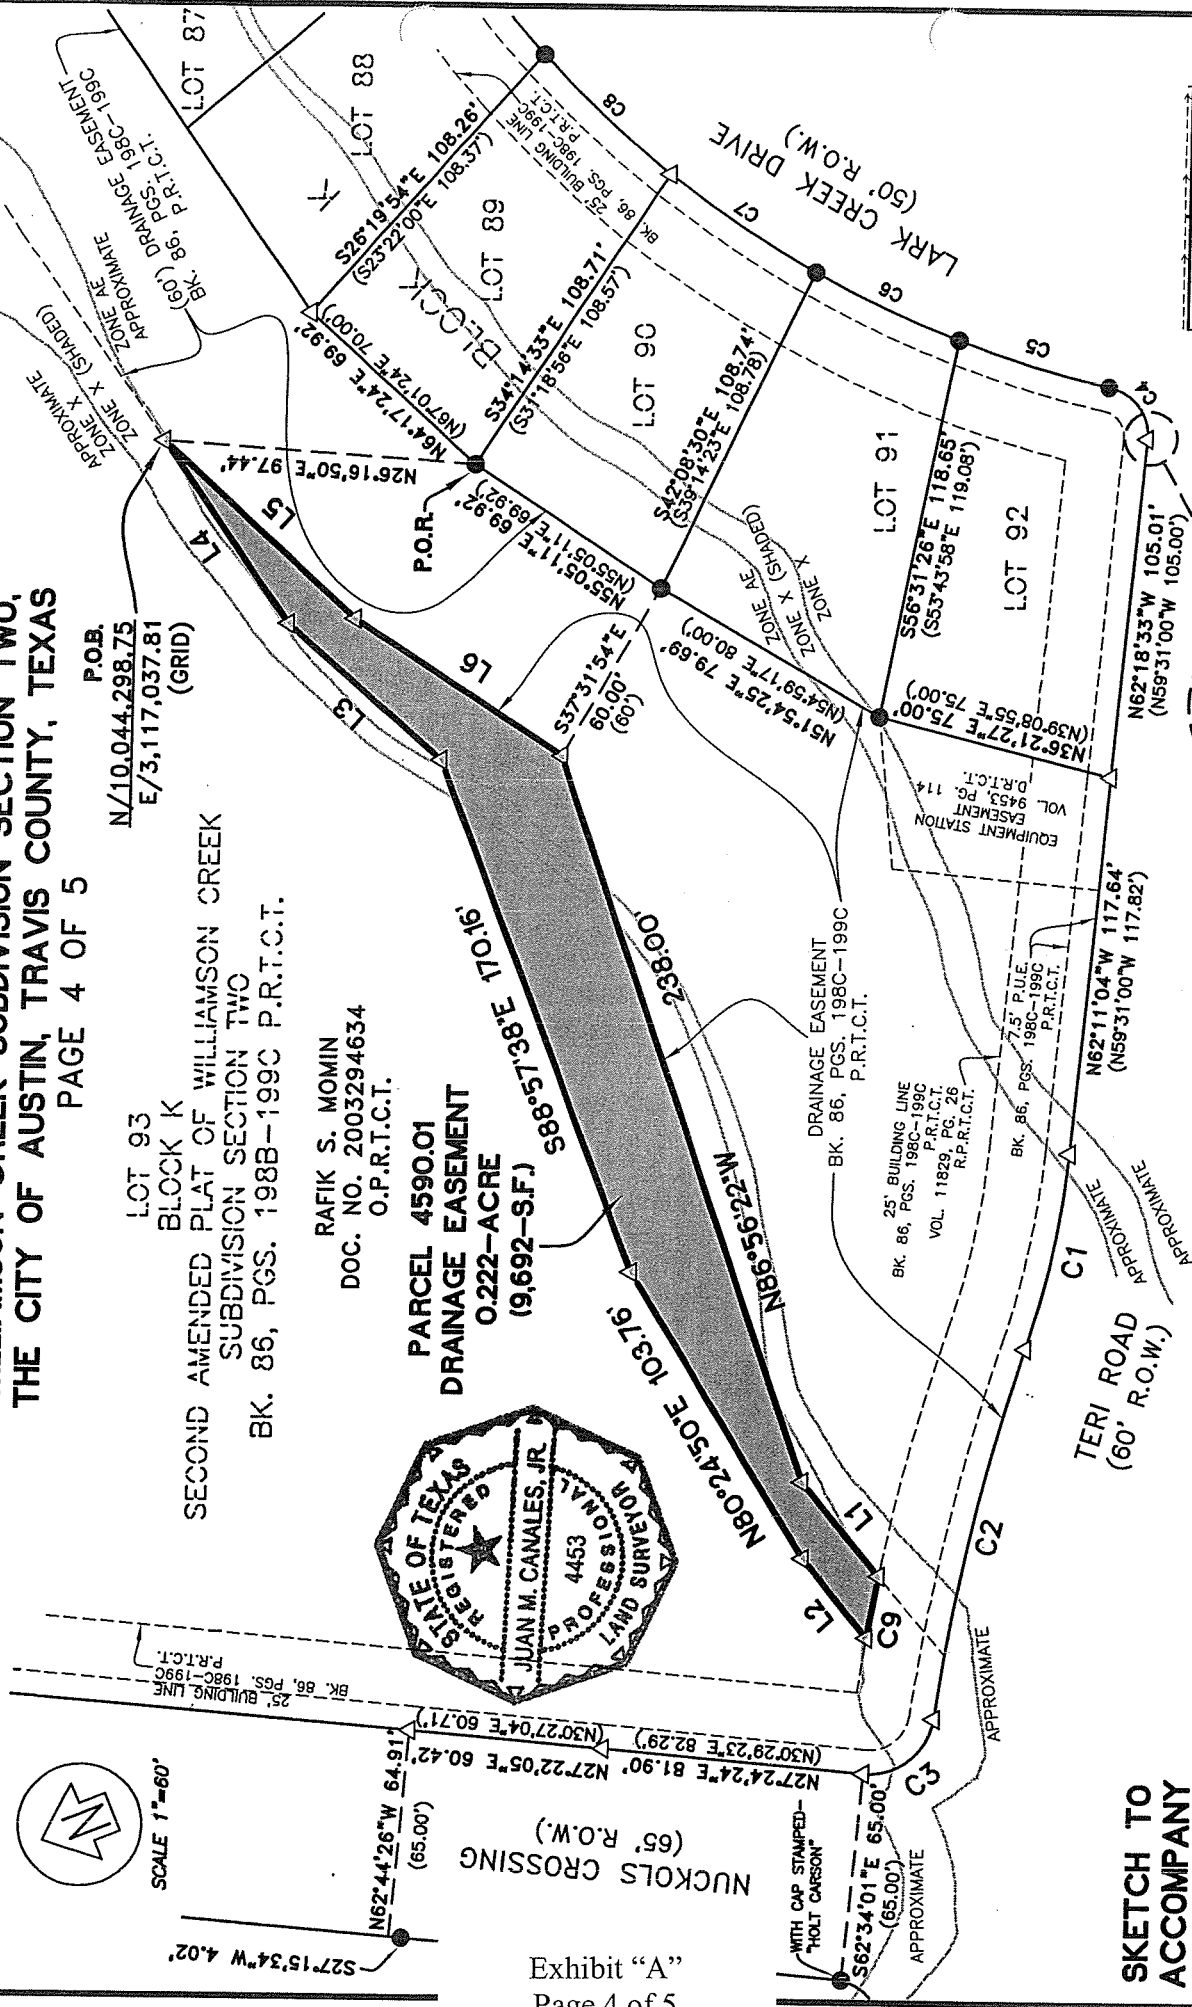 THE CITY OF AUSTIN, TRAVIS COUNTY, TEXAS
PAGE 4 OF 5
P.O.B.
N/10,044,298.75
E/3,117,037.81
(GRID)
LOT 93
BLOCK K
SECOND AMENDED PLAT OF WILLIAMSON CREEK
SUBDIVISION SECTION TWO
BK. 86, PGS. 198B-199C P.R.T.C.T.
RAFIK S. MOMIN
DOC. NO. 2003294634
O.P.R.T.C.T.
PARCEL 4590.01
DRAINAGE EASEMENT
0.222-ACRE
(9,692-S.F.)
STATE OF TEXAS
REGISTERED
JUAN M. CANALES, JR.
4453
PROFESSIONAL
LAND SURVEYOR
N
SCALE 1"=60'
S27°15'34"W 4.02'
N62°44'26"W 64.91'
(65.00')
NUCKOLS CROSSING
(65' R.O.W.)
WITH CAP STAMPED
"HOLT CARSON"
S62°34'01"E 65.00'
(65.00')
APPROXIMATE
APPROXIMATE
25' BUILDING LINE
BK. 86, PGS. 198C-199C
P.R.T.C.T.
N27°22'05"E 60.42'
(N30°27'04"E 60.71')
N27°24'24"E 81.90'
(N30°29'23"E 82.29')
C3
C9
L2
L1
C2
C1
N80°24'50"E 103.76'
S88°57'38"E 170.16'
N86°56'22"W
238.00'
L3
L4
L5
L6
S37°31'54"E
60.00'
(60')
TERI ROAD
(60' R.O.W.)
APPROXIMATE
APPROXIMATE
DRAINAGE EASEMENT
BK. 86, PGS. 198C-199C
P.R.T.C.T.
25' BUILDING LINE
BK. 86, PGS. 198C-199C
P.R.T.C.T.
VOL. 11829, PG. 26
R.P.R.T.C.T.
7.5' P.U.E.
BK. 86, PGS. 198C-199C
P.R.T.C.T.
N62°11'04"W 117.64'
(N59°31'00"W 117.82')
EQUIPMENT STATION
EASEMENT
VOL. 9453, PG. 114
D.R.T.C.T.
N36°21'27"E 75.00'
(N39°08'55"E 75.00')
N62°18'33"W 105.01'
(N59°31'00"W 105.00')
LOT 92
S56°31'26"E 118.65'
(S53°43'58"E 119.08')
LOT 91
N51°54'25"E 79.69'
(N54°59'17"E 80.00')
ZONE AE
ZONE X (SHADED)
ZONE X
S42°08'30"E 108.74'
(S39°14'23"E 108.78)
LOT 90
N55°05'11"E 69.92'
(N55°05'11"E 69.92')
P.O.R.
N26°16'50"E 97.44'
S34°14'33"E 108.71'
(S31°18'56"E 108.57')
LOT 89
BLOCK K
N64°17'24"E 69.92'
(N67°01'24"E 70.00')
S26°19'54"E 108.26'
(S23°22'00"E 108.37')
LOT 88
LOT 87
(60') DRAINAGE EASEMENT
BK. 86, PGS. 198C-199C
P.R.T.C.T.
APPROXIMATE
ZONE AE
ZONE X (SHADED)
APPROXIMATE
ZONE X (SHADED)
ZONE X
25' BUILDING LINE
BK. 86, PGS. 198C-199C
P.R.T.C.T.
LARK CREEK DRIVE
(50' R.O.W.)
C8
C7
C6
C5
C4
SKETCH TO
ACCOMPANY
Exhibit "A"
Page 4 of 5